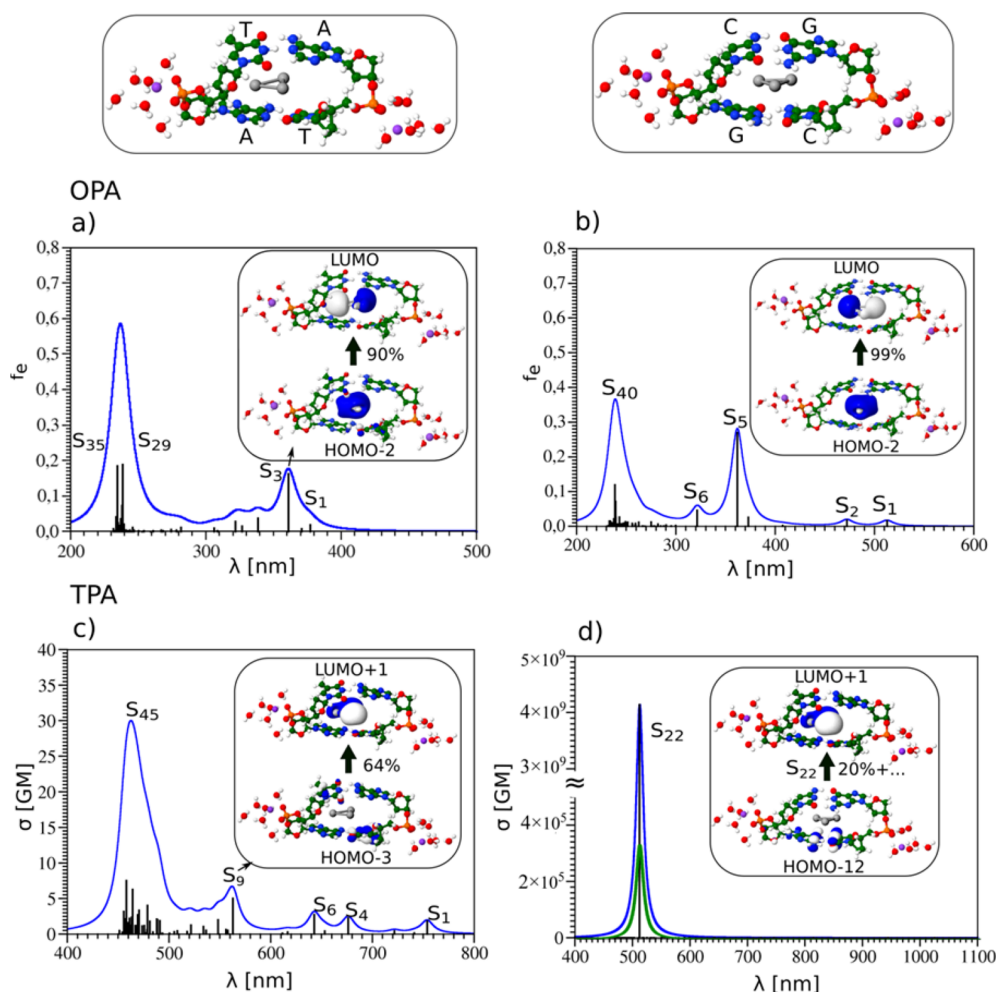 T A
A T
C G
G C
OPA
a)
0,8
0,7
0,6
0,5
0,4
0,3
0,2
0,1
0,0
fe
200 300 400 500
λ [nm]
S35
S29
S3
S1
LUMO
90%
HOMO-2
b)
0.8
0.7
0.6
0.5
0.4
0.3
0.2
0.1
0.0
fe
200 300 400 500 600
λ [nm]
S40
S6
S5
S2
S1
LUMO
99%
HOMO-2
TPA
c)
40
35
30
25
20
15
10
5
0
σ [GM]
400 500 600 700 800
λ [nm]
S45
S9
S6
S4
S1
LUMO+1
64%
HOMO-3
d)
5×10⁹
4×10⁹
3×10⁹
4×10⁵
2×10⁵
0
σ [GM]
400 500 600 700 800 900 1000 1100
λ [nm]
S22
LUMO+1
S22 20%+...
HOMO-12